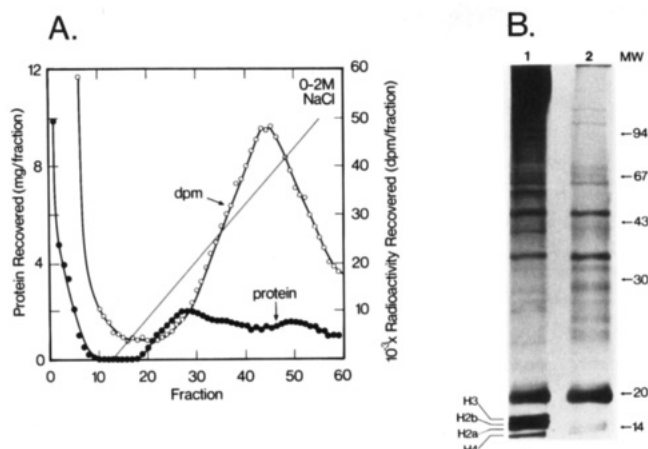 A.
12
8
4
0
Protein Recovered (mg/fraction)
0 10 20 30 40 50 60
Fraction
60
50
40
30
20
10
10³x Radioactivity Recovered (dpm/fraction)
0-2M
NaCl
dpm
protein
B.
1 2 MW
←94
←67
←43
←30
←20
←14
H3
H2b
H2a
H4